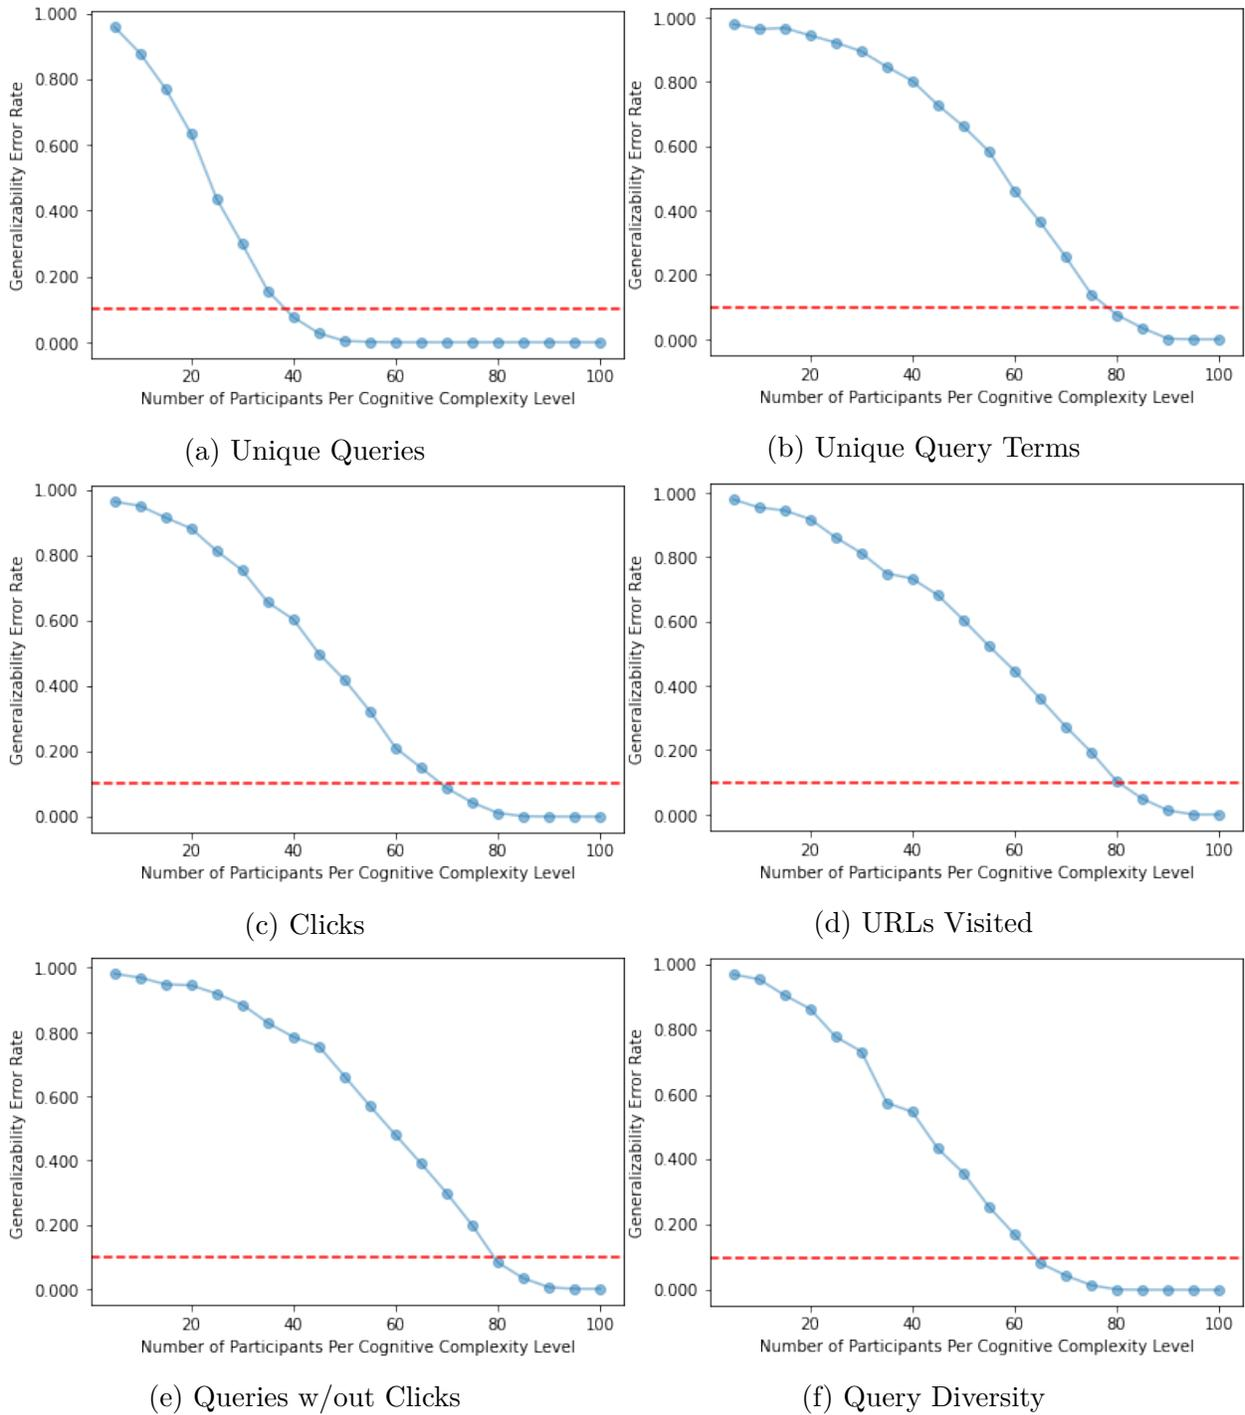 1.000
0.800
0.600
0.400
0.200
0.000
Generalizability Error Rate
20 40 60 80 100
Number of Participants Per Cognitive Complexity Level
(a) Unique Queries
1.000
0.800
0.600
0.400
0.200
0.000
Generalizability Error Rate
20 40 60 80 100
Number of Participants Per Cognitive Complexity Level
(b) Unique Query Terms
1.000
0.800
0.600
0.400
0.200
0.000
Generalizability Error Rate
20 40 60 80 100
Number of Participants Per Cognitive Complexity Level
(c) Clicks
1.000
0.800
0.600
0.400
0.200
0.000
Generalizability Error Rate
20 40 60 80 100
Number of Participants Per Cognitive Complexity Level
(d) URLs Visited
1.000
0.800
0.600
0.400
0.200
0.000
Generalizability Error Rate
20 40 60 80 100
Number of Participants Per Cognitive Complexity Level
(e) Queries w/out Clicks
1.000
0.800
0.600
0.400
0.200
0.000
Generalizability Error Rate
20 40 60 80 100
Number of Participants Per Cognitive Complexity Level
(f) Query Diversity